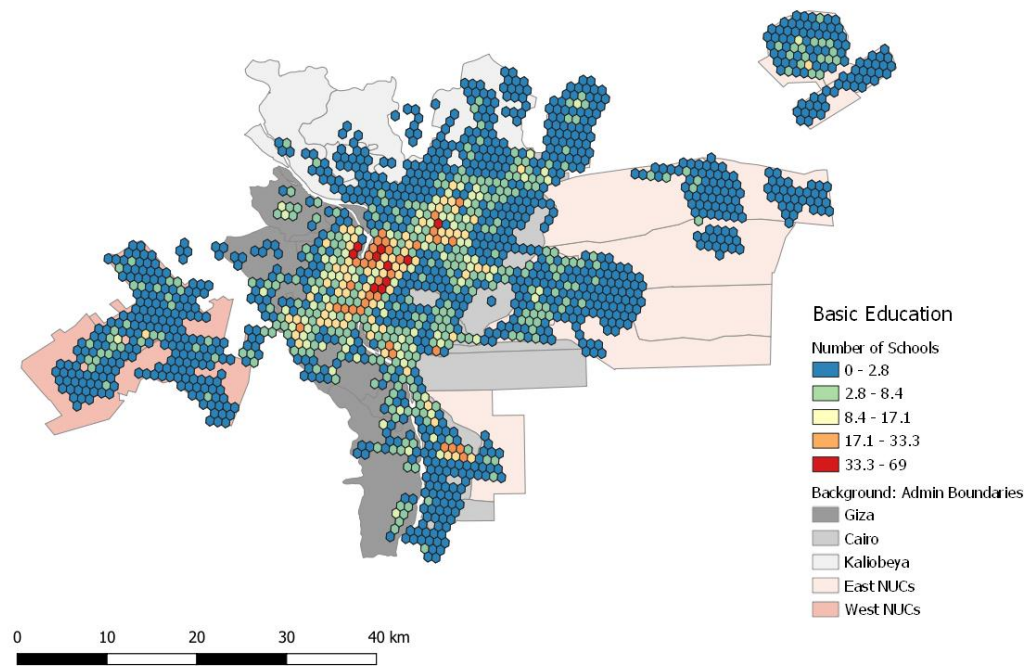 Basic Education
Number of Schools
0 - 2.8
2.8 - 8.4
8.4 - 17.1
17.1 - 33.3
33.3 - 69
Background: Admin Boundaries
Giza
Cairo
Kaliobeya
East NUCs
West NUCs
0 10 20 30 40 km